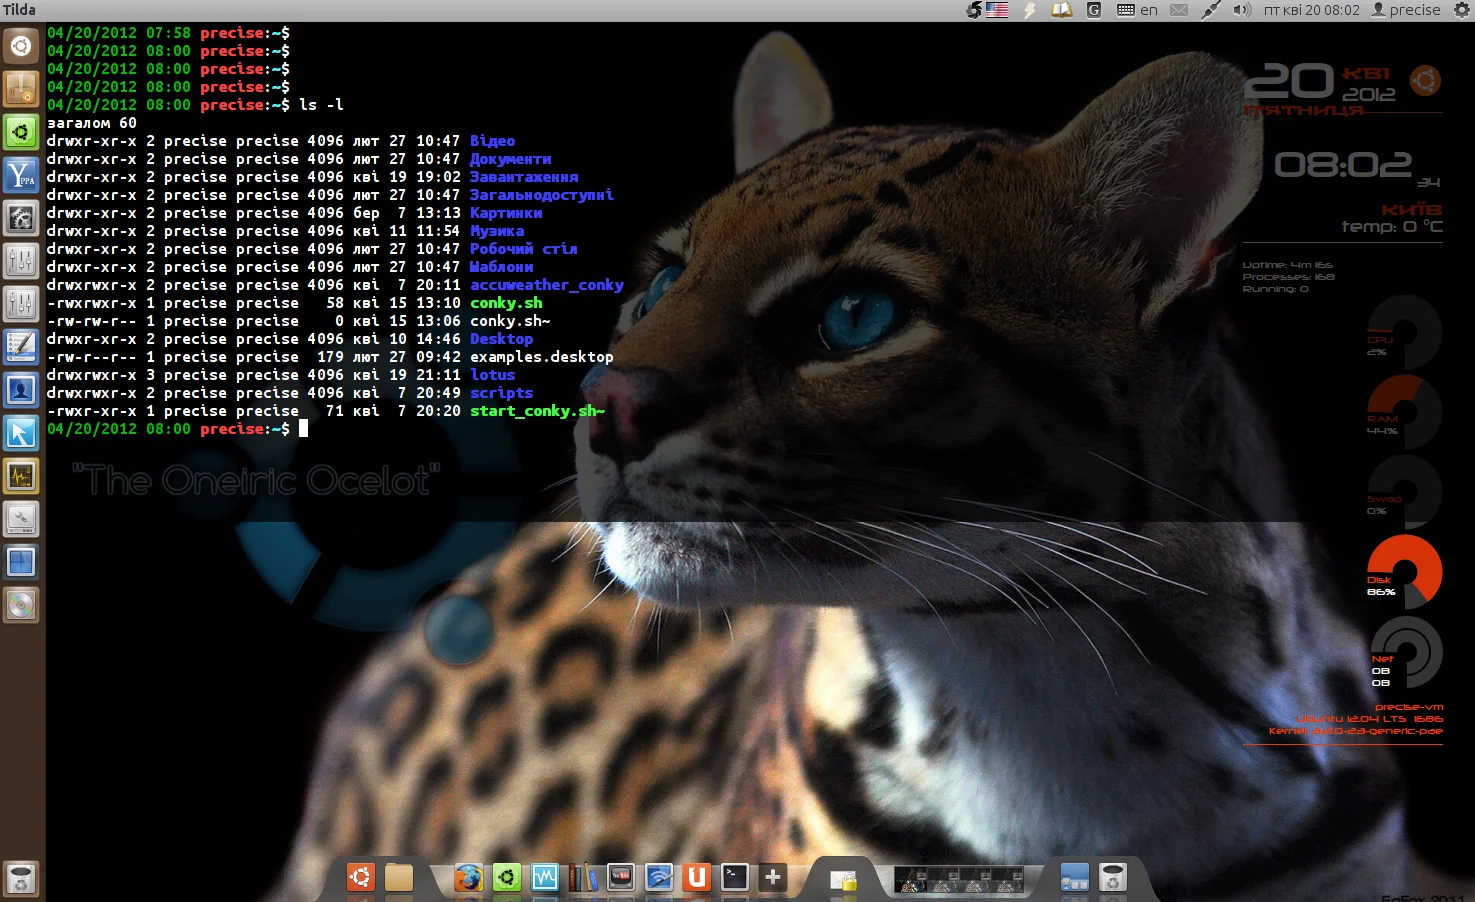 Tilda
en
пт кві 20 08:02
precise
04/20/2012 07:58 precise:~$
04/20/2012 08:00 precise:~$
04/20/2012 08:00 precise:~$
04/20/2012 08:00 precise:~$
04/20/2012 08:00 precise:~$ ls -l
загалом 60
drwxr-xr-x 2 precise precise 4096 лют 27 10:47 Відео
drwxr-xr-x 2 precise precise 4096 лют 27 10:47 Документи
drwxr-xr-x 2 precise precise 4096 кві 19 19:02 Завантаження
drwxr-xr-x 2 precise precise 4096 лют 27 10:47 Загальнодоступні
drwxr-xr-x 2 precise precise 4096 бер  7 13:13 Картинки
drwxr-xr-x 2 precise precise 4096 кві 11 11:54 Музика
drwxr-xr-x 2 precise precise 4096 лют 27 10:47 Робочий стіл
drwxr-xr-x 2 precise precise 4096 лют 27 10:47 Шаблони
drwxrwxr-x 2 precise precise 4096 кві  7 20:11 accuweather_conky
-rwxrwxr-x 1 precise precise   58 кві 15 13:10 conky.sh
-rw-rw-r-- 1 precise precise    0 кві 15 13:06 conky.sh~
drwxr-xr-x 2 precise precise 4096 кві 10 14:46 Desktop
-rw-r--r-- 1 precise precise  179 лют 27 09:42 examples.desktop
drwxrwxr-x 3 precise precise 4096 кві 19 21:11 lotus
drwxrwxr-x 2 precise precise 4096 кві  7 20:49 scripts
-rwxr-xr-x 1 precise precise   71 кві  7 20:20 start_conky.sh~
04/20/2012 08:00 precise:~$
"The Oneiric Ocelot"
20 КВІ
2012
П'ЯТНИЦЯ
08:02
34
КИЇВ
temp: 0 °C
Uptime: 4m 16s
Processes: 168
Running: 0
CPU
2%
RAM
44%
Swap
0%
Disk
86%
Net
0B
0B
precise-vm
Ubuntu 12.04 LTS i686
Kernel: 3.2.0-23-generic-pae